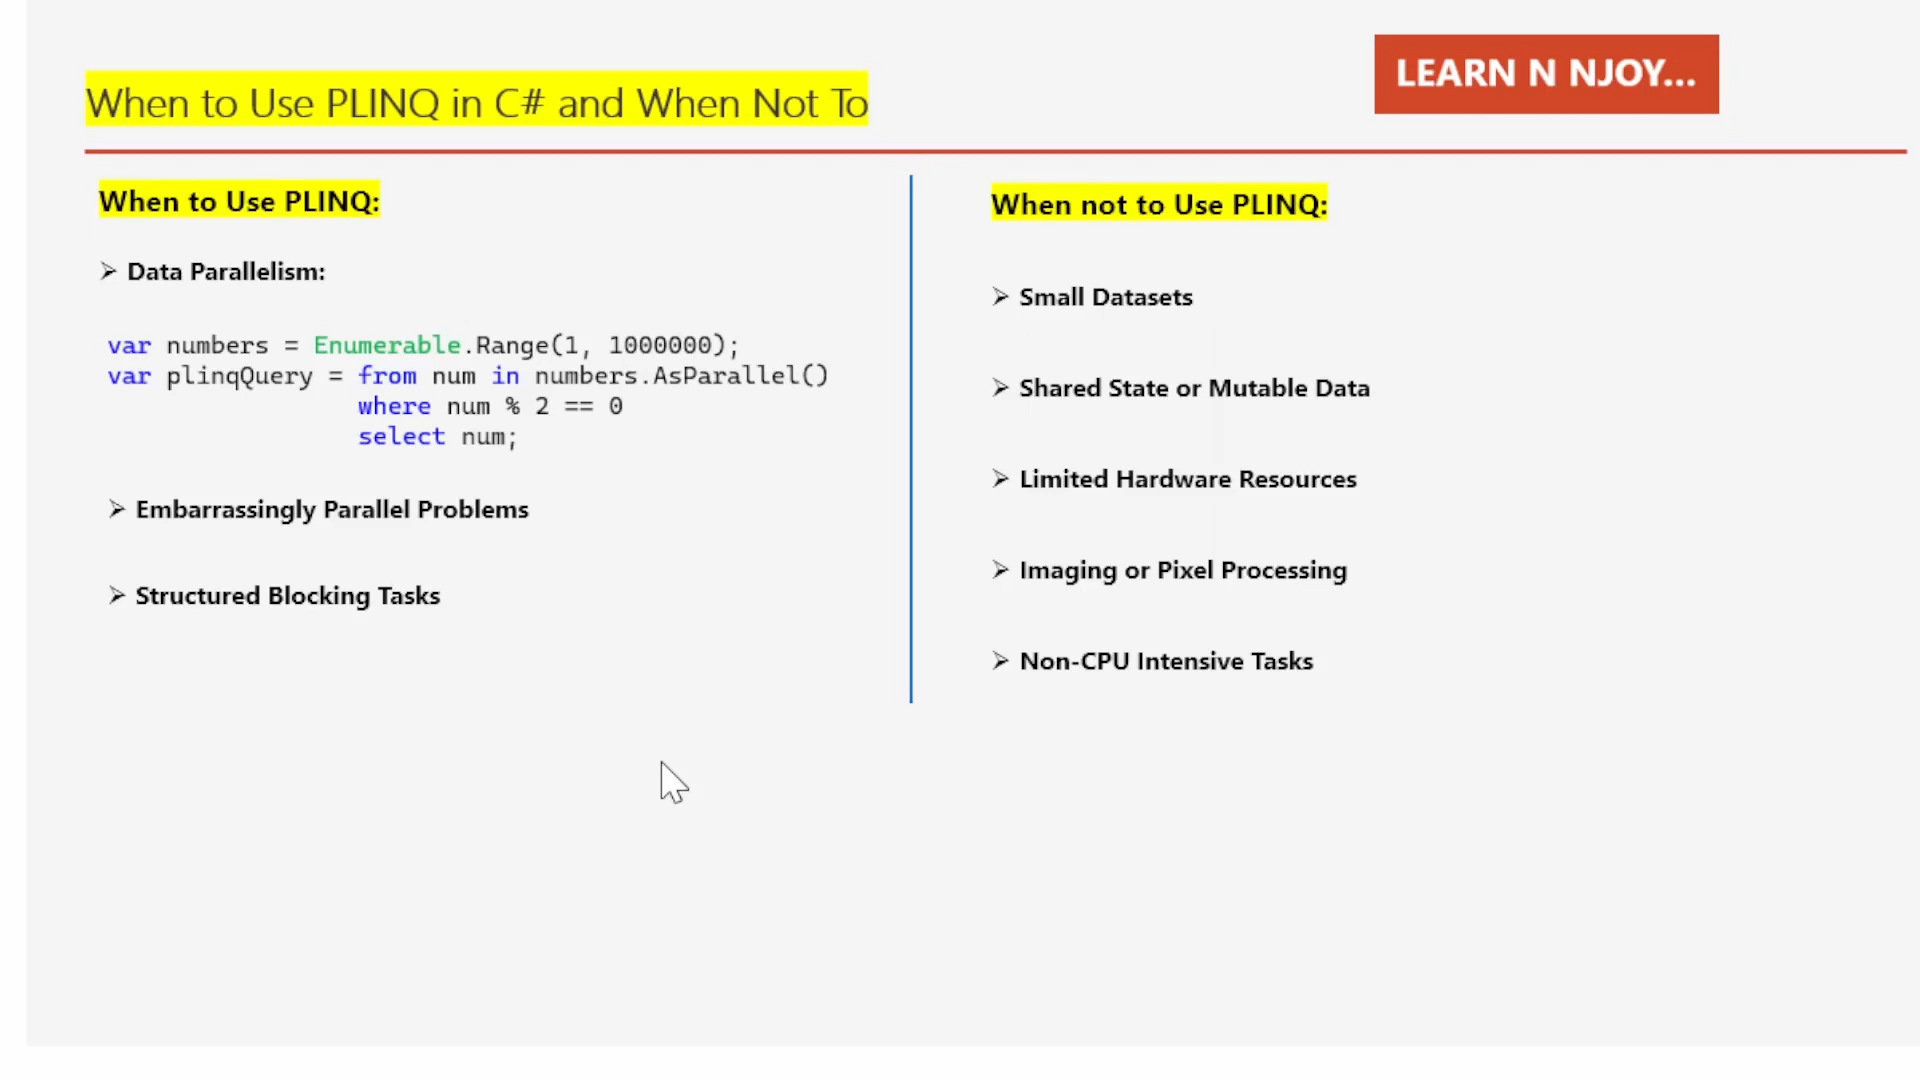 LEARN N NJOY...
When to Use PLINQ in C# and When Not To
When to Use PLINQ:
➢ Data Parallelism:
var numbers = Enumerable.Range(1, 1000000);
var plinqQuery = from num in numbers.AsParallel()
where num % 2 == 0
select num;
➢ Embarrassingly Parallel Problems
➢ Structured Blocking Tasks
When not to Use PLINQ:
➢ Small Datasets
➢ Shared State or Mutable Data
➢ Limited Hardware Resources
➢ Imaging or Pixel Processing
➢ Non-CPU Intensive Tasks